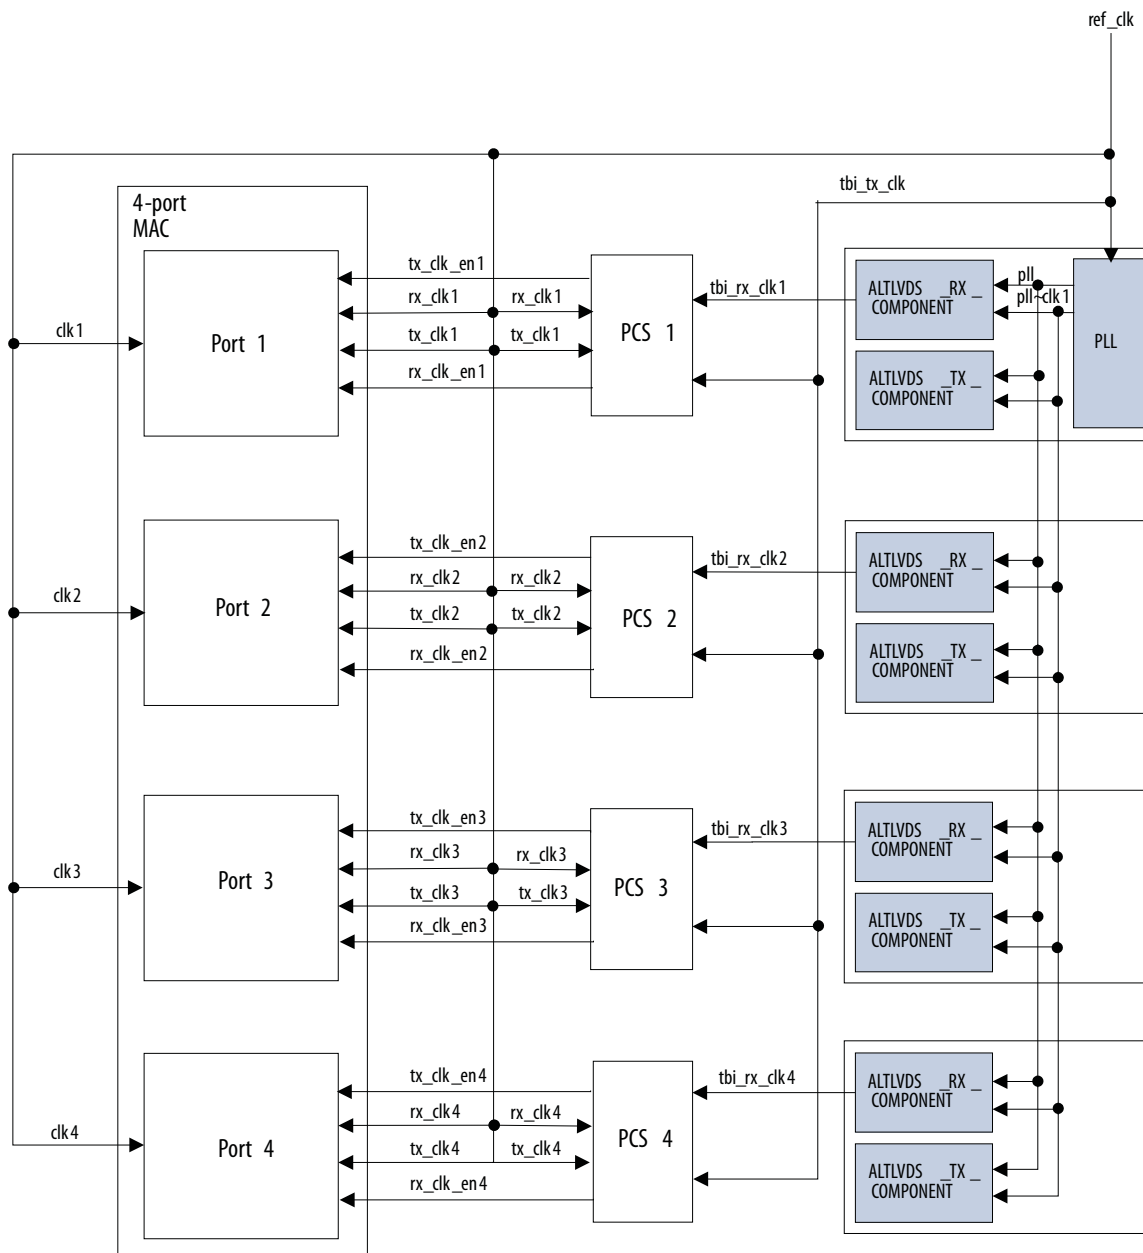 ref_clk
tbi_tx_clk
4-port
MAC
tx_clk_en1
rx_clk1
rx_clk1
tx_clk1
tx_clk1
rx_clk_en1
clk1
Port 1
PCS 1
tbi_rx_clk1
ALTLVDS _RX _
COMPONENT
pll
pll~clk1
PLL
ALTLVDS _TX _
COMPONENT
tx_clk_en2
rx_clk2
rx_clk2
tx_clk2
tx_clk2
rx_clk_en2
clk2
Port 2
PCS 2
tbi_rx_clk2
ALTLVDS _RX _
COMPONENT
ALTLVDS _TX _
COMPONENT
tx_clk_en3
rx_clk3
rx_clk3
tx_clk3
tx_clk3
rx_clk_en3
clk3
Port 3
PCS 3
tbi_rx_clk3
ALTLVDS _RX _
COMPONENT
ALTLVDS _TX _
COMPONENT
tx_clk_en4
rx_clk4
rx_clk4
tx_clk4
tx_clk4
rx_clk_en4
clk4
Port 4
PCS 4
tbi_rx_clk4
ALTLVDS _RX _
COMPONENT
ALTLVDS _TX _
COMPONENT